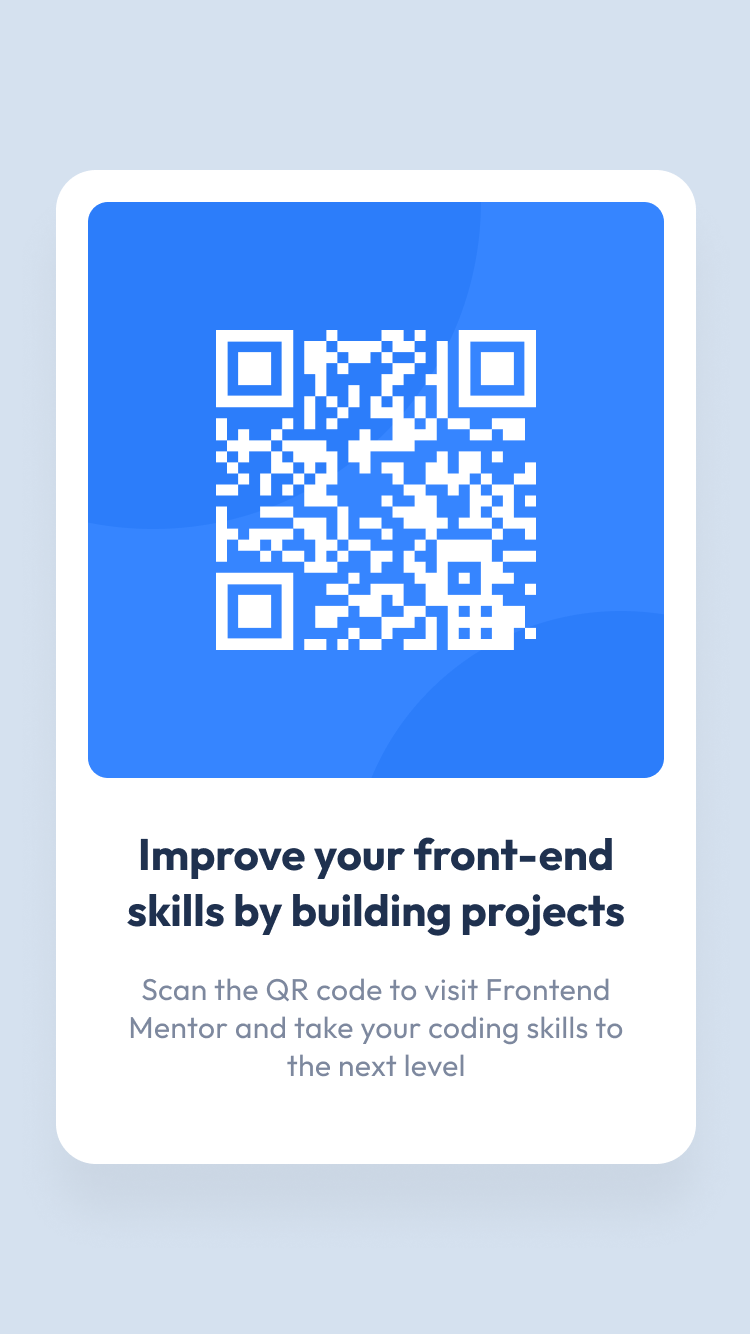 Improve your front-end
skills by building projects
Scan the QR code to visit Frontend
Mentor and take your coding skills to
the next level